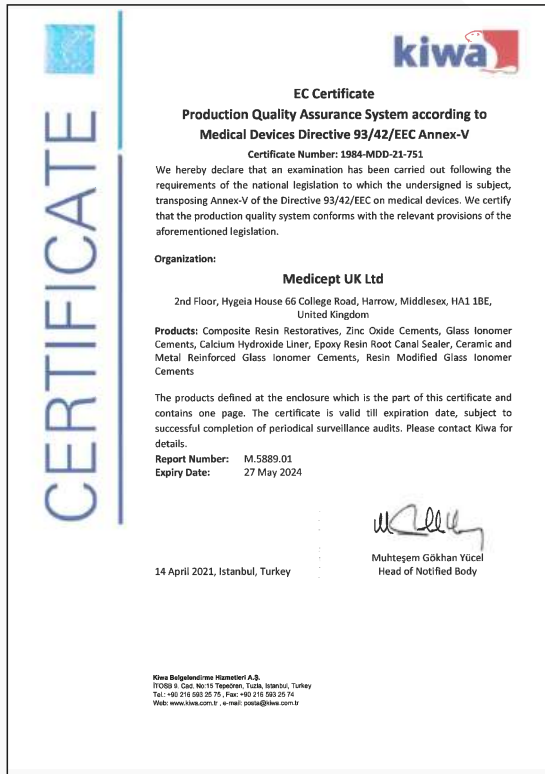 kiwa
CERTIFICATE
EC Certificate
Production Quality Assurance System according to
Medical Devices Directive 93/42/EEC Annex-V
Certificate Number: 1984-MDD-21-751
We hereby declare that an examination has been carried out following the
requirements of the national legislation to which the undersigned is subject,
transposing Annex-V of the Directive 93/42/EEC on medical devices. We certify
that the production quality system conforms with the relevant provisions of the
aforementioned legislation.
Organization:
Medicept UK Ltd
2nd Floor, Hygeia House 66 College Road, Harrow, Middlesex, HA1 1BE,
United Kingdom
Products: Composite Resin Restoratives, Zinc Oxide Cements, Glass Ionomer
Cements, Calcium Hydroxide Liner, Epoxy Resin Root Canal Sealer, Ceramic and
Metal Reinforced Glass Ionomer Cements, Resin Modified Glass Ionomer
Cements
The products defined at the enclosure which is the part of this certificate and
contains one page. The certificate is valid till expiration date, subject to
successful completion of periodical surveillance audits. Please contact Kiwa for
details.
Report Number: M.5889.01
Expiry Date: 27 May 2024
Muhteşem Gökhan Yücel
14 April 2021, Istanbul, Turkey Head of Notified Body
Kiwa Belgelendirme Hizmetleri A.Ş.
İTOSB 9. Cad. No:15 Tepeören, Tuzla, Istanbul, Turkey
Tel.: +90 216 593 25 75 , Fax: +90 216 593 25 74
Web: www.kiwa.com.tr , e-mail: posta@kiwa.com.tr